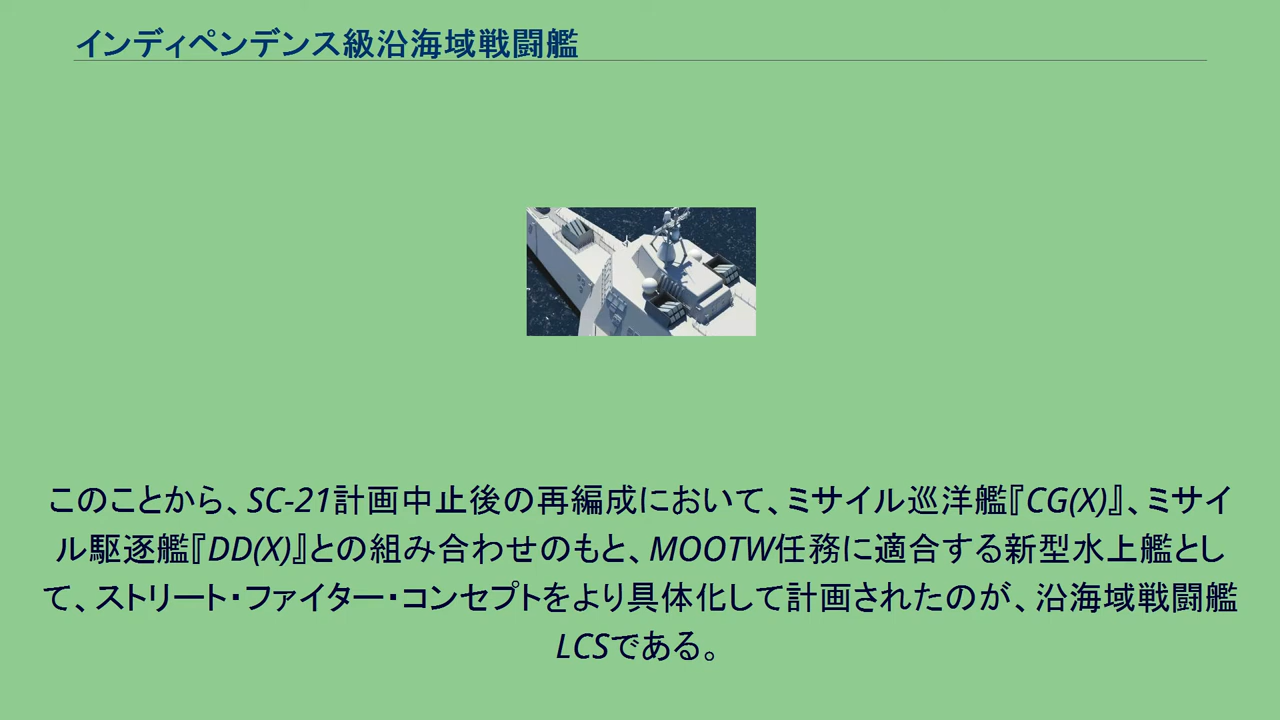 インディペンデンス級沿海域戦闘艦
このことから、SC-21計画中止後の再編成において、ミサイル巡洋艦『CG(X)』、ミサイ
ル駆逐艦『DD(X)』との組み合わせのもと、MOOTW任務に適合する新型水上艦とし
て、ストリート・ファイター・コンセプトをより具体化して計画されたのが、沿海域戦闘艦
LCSである。